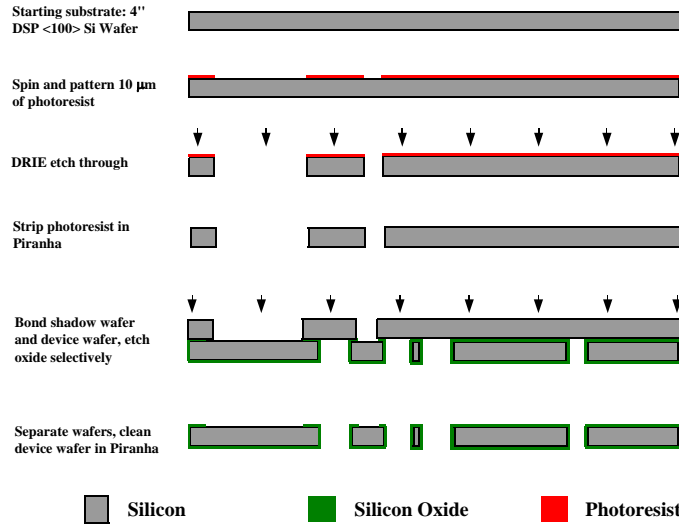 Starting substrate: 4"
DSP <100> Si Wafer
Spin and pattern 10 μm
of photoresist
DRIE etch through
Strip photoresist in
Piranha
Bond shadow wafer
and device wafer, etch
oxide selectively
Separate wafers, clean
device wafer in Piranha
Silicon
Silicon Oxide
Photoresist